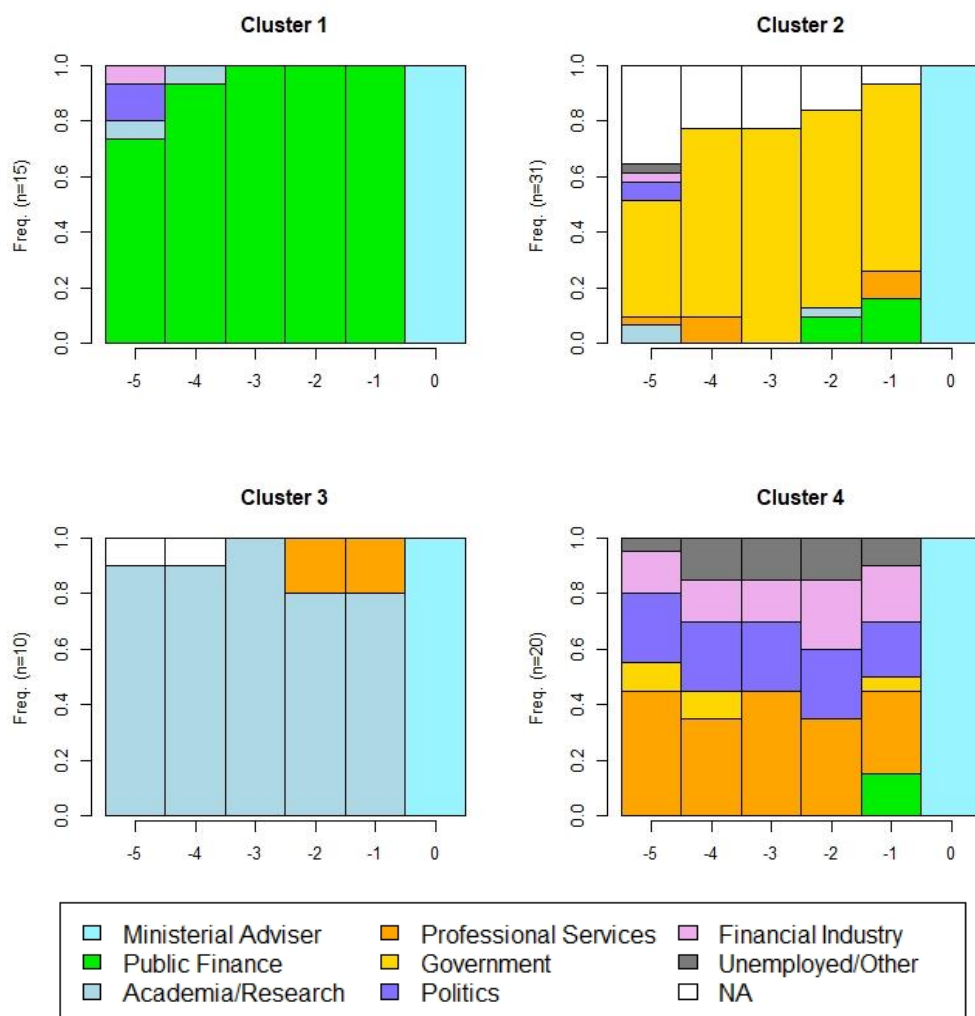 Cluster 1
Freq. (n=15)
0.0 0.2 0.4 0.6 0.8 1.0
-5 -4 -3 -2 -1 0
Cluster 2
Freq. (n=31)
0.0 0.2 0.4 0.6 0.8 1.0
-5 -4 -3 -2 -1 0
Cluster 3
Freq. (n=10)
0.0 0.2 0.4 0.6 0.8 1.0
-5 -4 -3 -2 -1 0
Cluster 4
Freq. (n=20)
0.0 0.2 0.4 0.6 0.8 1.0
-5 -4 -3 -2 -1 0
Ministerial Adviser
Public Finance
Academia/Research
Professional Services
Government
Politics
Financial Industry
Unemployed/Other
NA